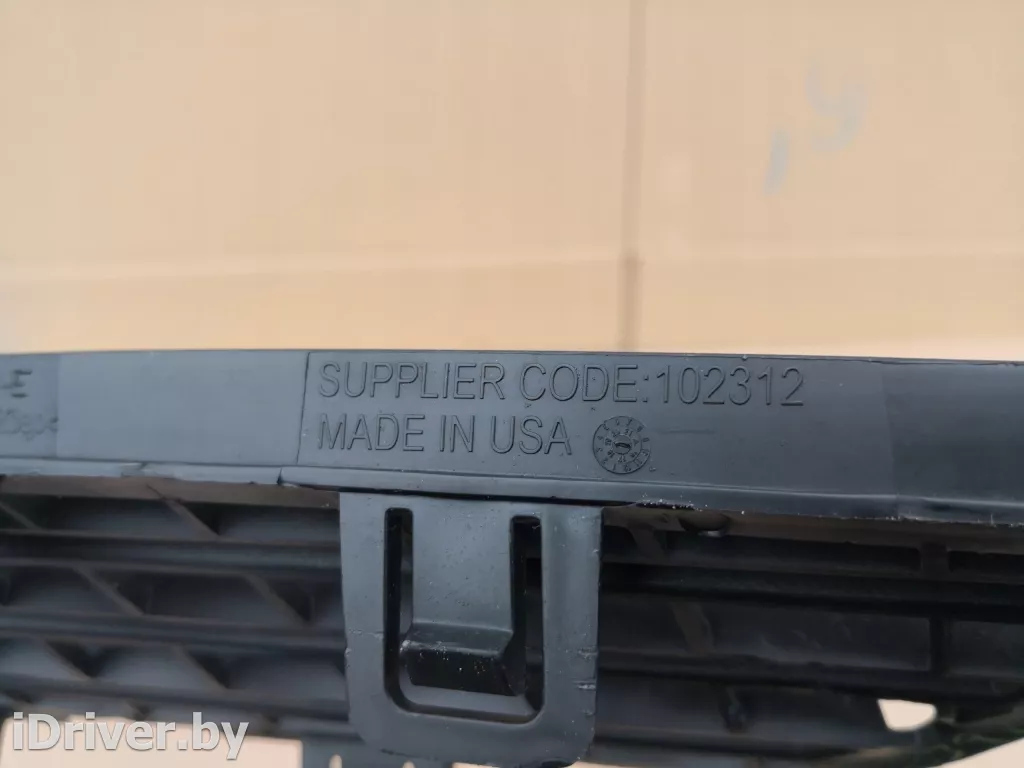 SUPPLIER CODE:102312
MADE IN USA
iDriver.by